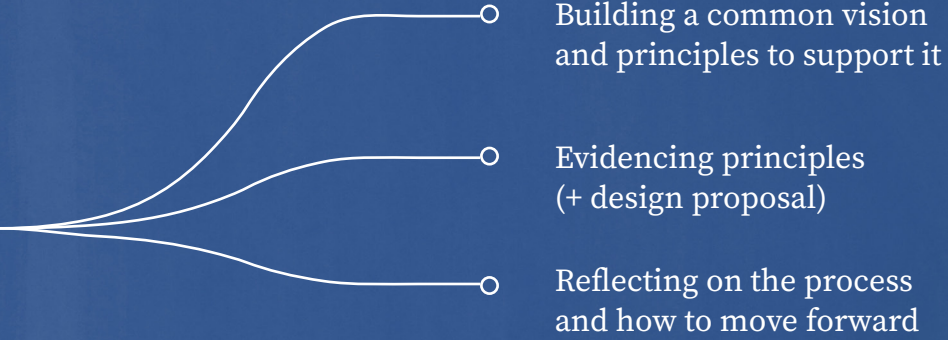 Building a common vision
and principles to support it
Evidencing principles
(+ design proposal)
Reflecting on the process
and how to move forward